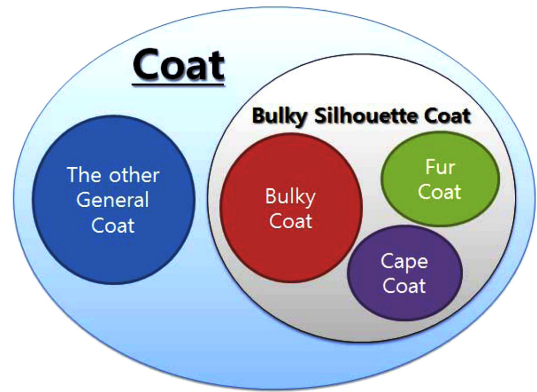 Coat
Bulky Silhouette Coat
The other
General
Coat
Bulky
Coat
Fur
Coat
Cape
Coat